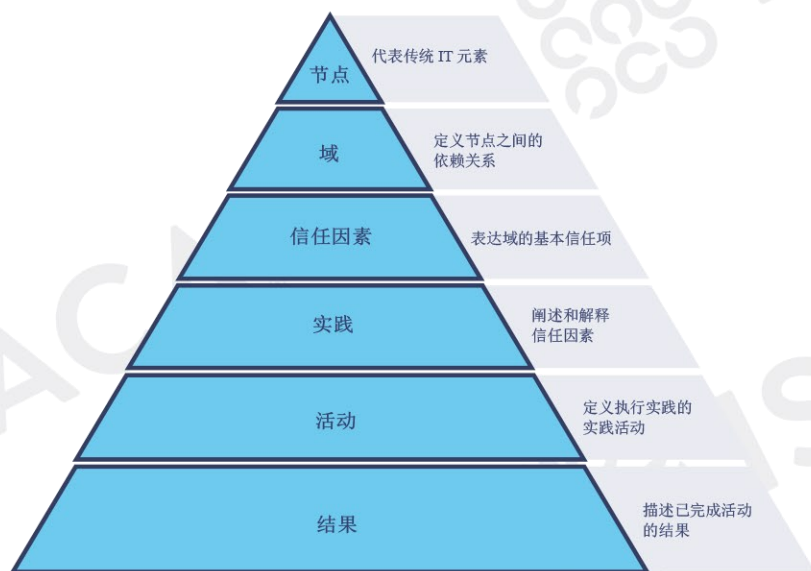 节点
代表传统 IT 元素
域
定义节点之间的
依赖关系
信任因素
表达域的基本信任项
实践
阐述和解释
信任因素
活动
定义执行实践的
实践活动
结果
描述已完成活动
的结果